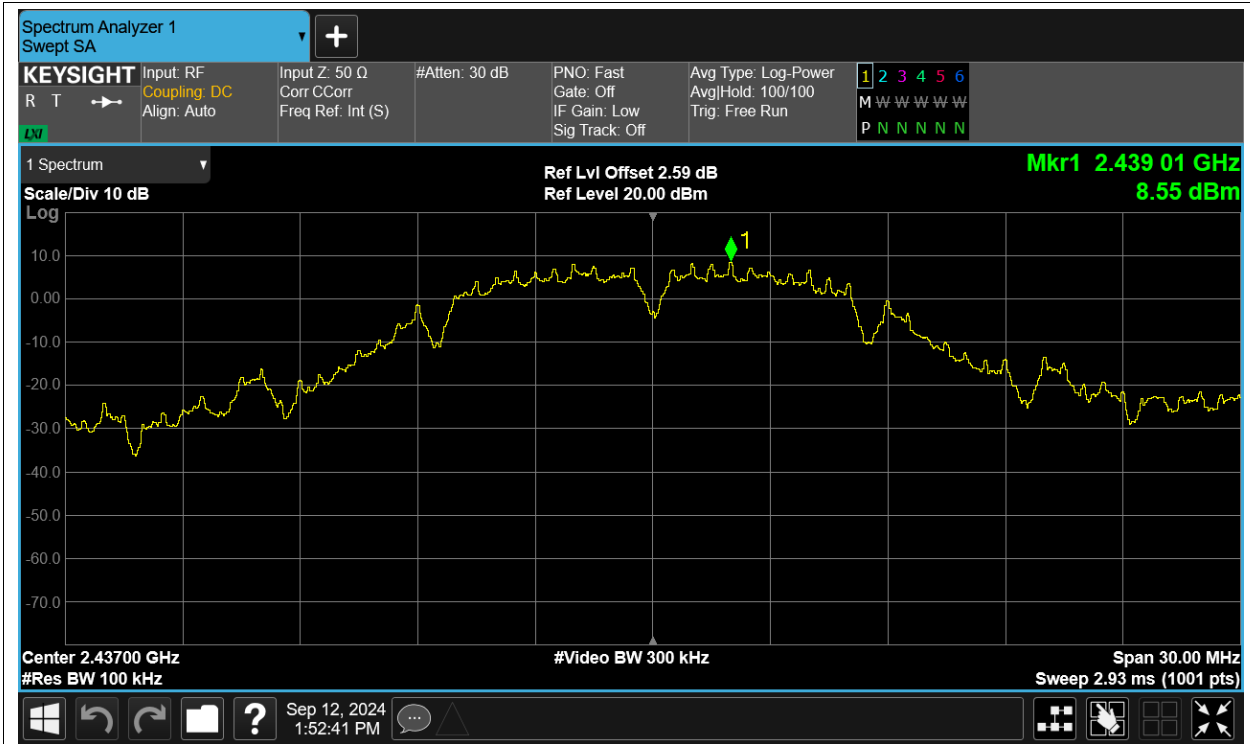 Spectrum Analyzer 1
Swept SA
KEYSIGHT
R T
LXI
Input: RF
Coupling: DC
Align: Auto
Input Z: 50 Ω
Corr CCorr
Freq Ref: Int (S)
#Atten: 30 dB
PNO: Fast
Gate: Off
IF Gain: Low
Sig Track: Off
Avg Type: Log-Power
Avg|Hold: 100/100
Trig: Free Run
1 2 3 4 5 6
M W W W W W
P N N N N N
1 Spectrum
Scale/Div 10 dB
Log
Ref Lvl Offset 2.59 dB
Ref Level 20.00 dBm
Mkr1 2.439 01 GHz
8.55 dBm
1
10.0
0.00
-10.0
-20.0
-30.0
-40.0
-50.0
-60.0
-70.0
Center 2.43700 GHz
#Res BW 100 kHz
#Video BW 300 kHz
Span 30.00 MHz
Sweep 2.93 ms (1001 pts)
?
Sep 12, 2024
1:52:41 PM